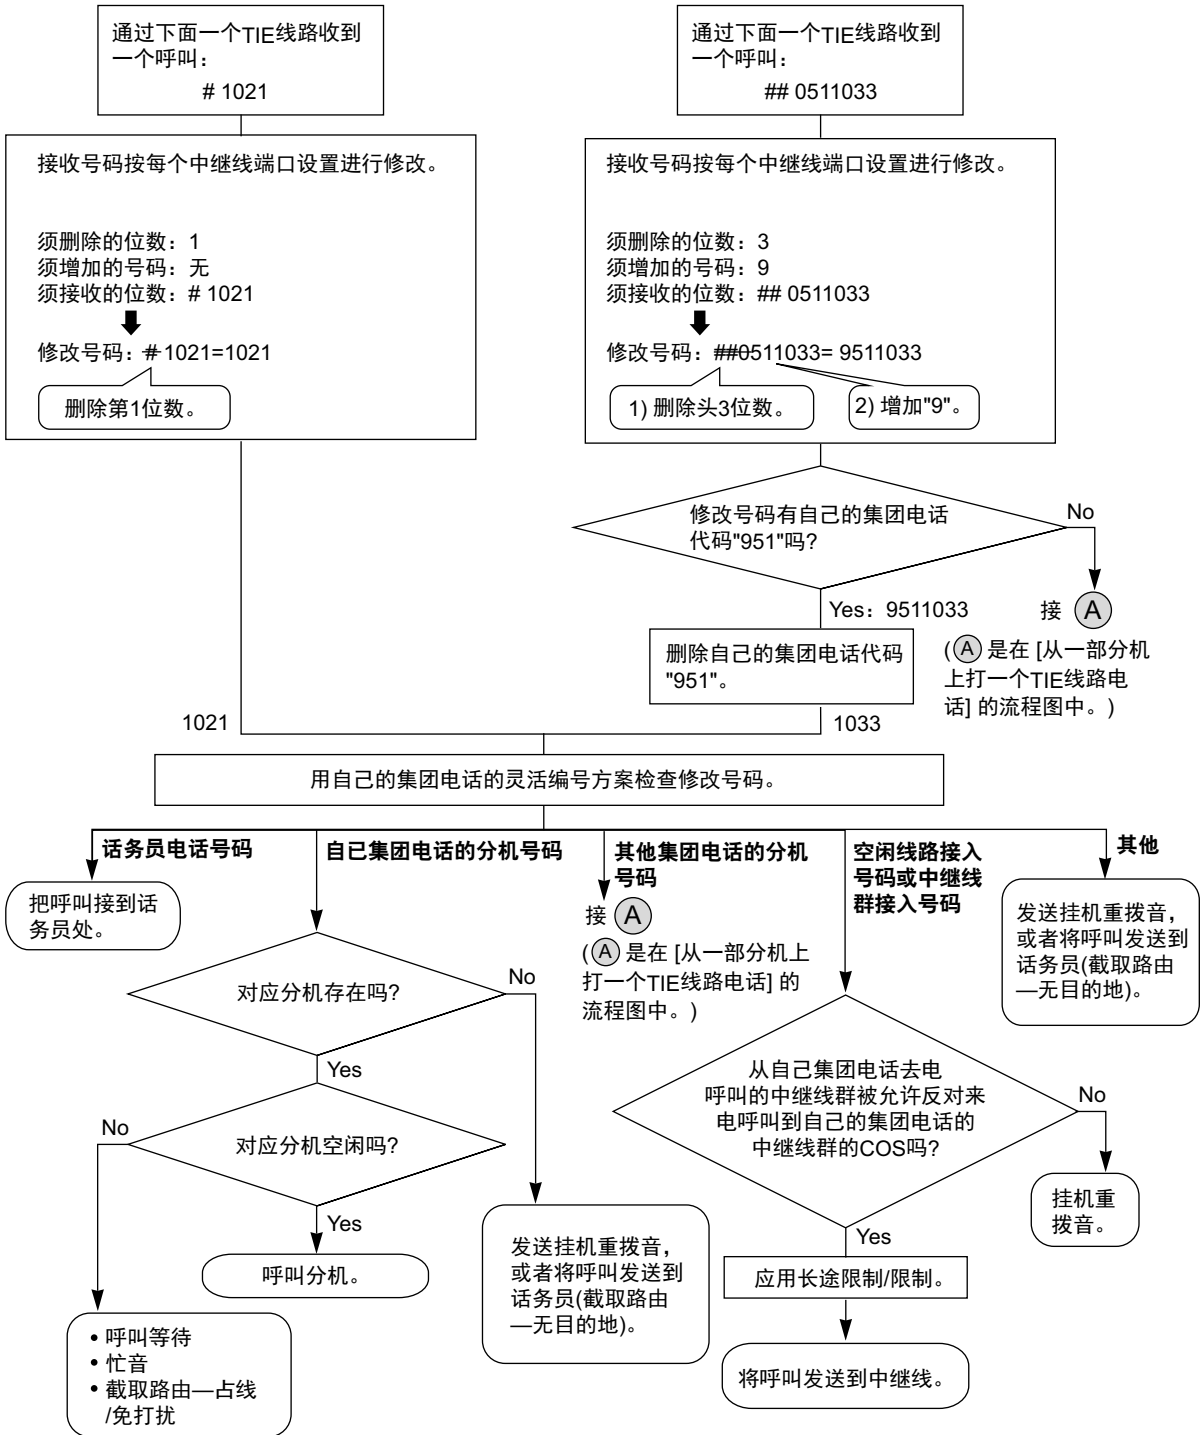 通过下面一个TIE线路收到
一个呼叫：
# 1021
接收号码按每个中继线端口设置进行修改。
须删除的位数：1
须增加的号码：无
须接收的位数：# 1021
修改号码：# 1021=1021
删除第1位数。
通过下面一个TIE线路收到
一个呼叫：
## 0511033
接收号码按每个中继线端口设置进行修改。
须删除的位数：3
须增加的号码：9
须接收的位数：## 0511033
修改号码：##0511033= 9511033
1) 删除头3位数。
2) 增加"9"。
修改号码有自己的集团电话
代码"951"吗?
No
Yes：9511033
接 A
(A 是在 [从一部分机
上打一个TIE线路电
话] 的流程图中。)
删除自己的集团电话代码
"951"。
1021
1033
用自己的集团电话的灵活编号方案检查修改号码。
话务员电话号码
把呼叫接到话
务员处。
自已集团电话的分机号码
对应分机存在吗?
No
Yes
对应分机空闲吗?
No
Yes
呼叫分机。
• 呼叫等待
• 忙音
• 截取路由—占线
/免打扰
发送挂机重拨音，
或者将呼叫发送到
话务员(截取路由
—无目的地)。
其他集团电话的分机
号码
接 A
(A 是在 [从一部分机上
打一个TIE线路电话] 的
流程图中。)
空闲线路接入
号码或中继线
群接入号码
从自己集团电话去电
呼叫的中继线群被允许反对来
电呼叫到自己的集团电话的
中继线群的COS吗?
No
挂机重
拨音。
Yes
应用长途限制/限制。
将呼叫发送到中继线。
其他
发送挂机重拨音，
或者将呼叫发送到
话务员(截取路由
—无目的地)。